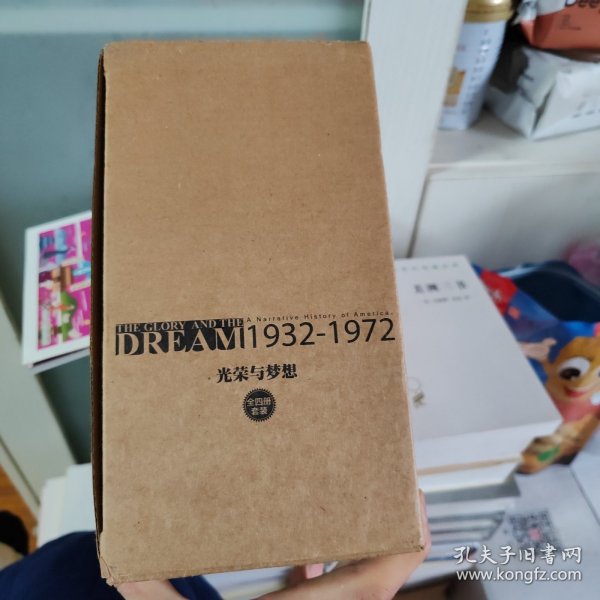 THE GLORY AND THE
DREAM
A Narrative History of America
1932-1972
光荣与梦想
全四册
套装
孔夫子旧书网
www.kongfz.com